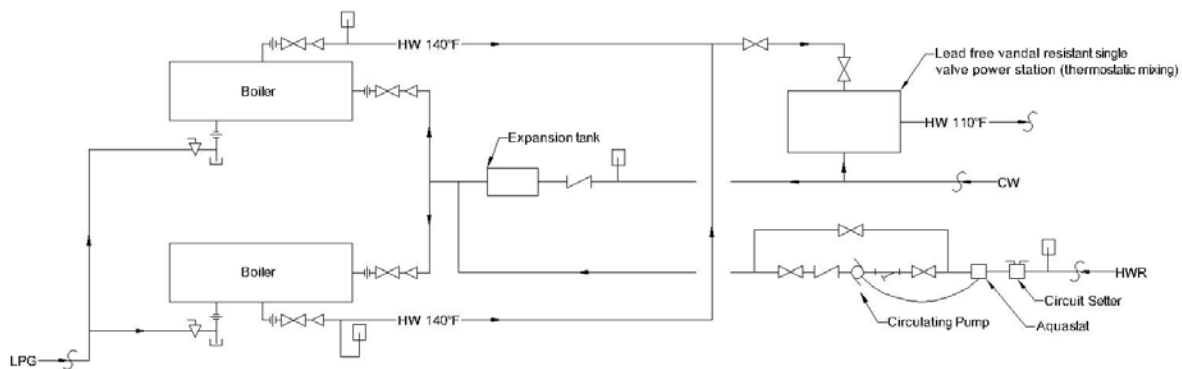 HW 140°F
Lead free vandal resistant single
valve power station (thermostatic mixing)
Boiler
HW 110°F
Expansion tank
CW
Boiler
HWR
Circuit Setter
Circulating Pump
Aquastat
HW 140°F
LPG